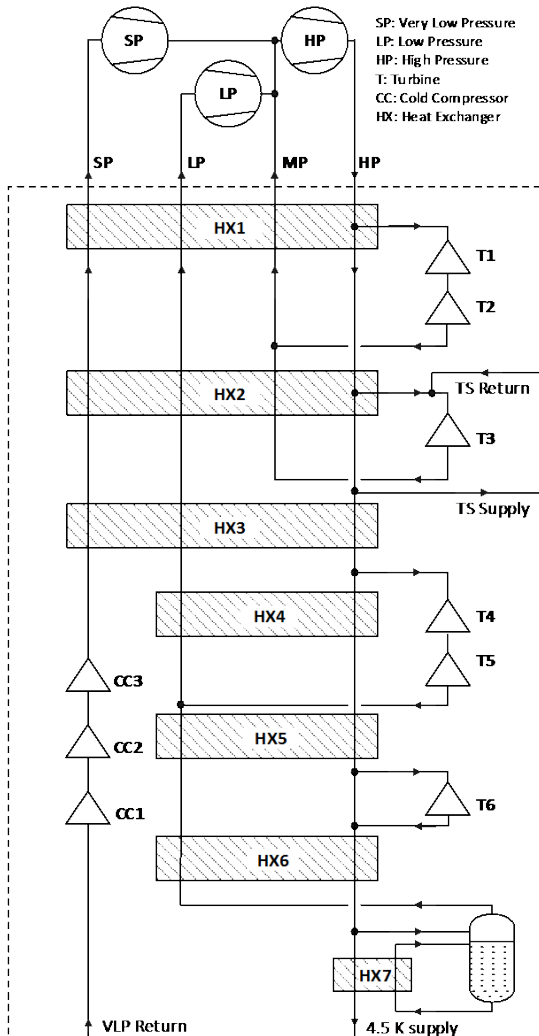 SP
HP
LP
SP: Very Low Pressure
LP: Low Pressure
HP: High Pressure
T: Turbine
CC: Cold Compressor
HX: Heat Exchanger
SP
LP
MP
HP
HX1
T1
T2
HX2
TS Return
T3
TS Supply
HX3
HX4
T4
T5
CC3
HX5
CC2
CC1
T6
HX6
HX7
VLP Return
4.5 K supply